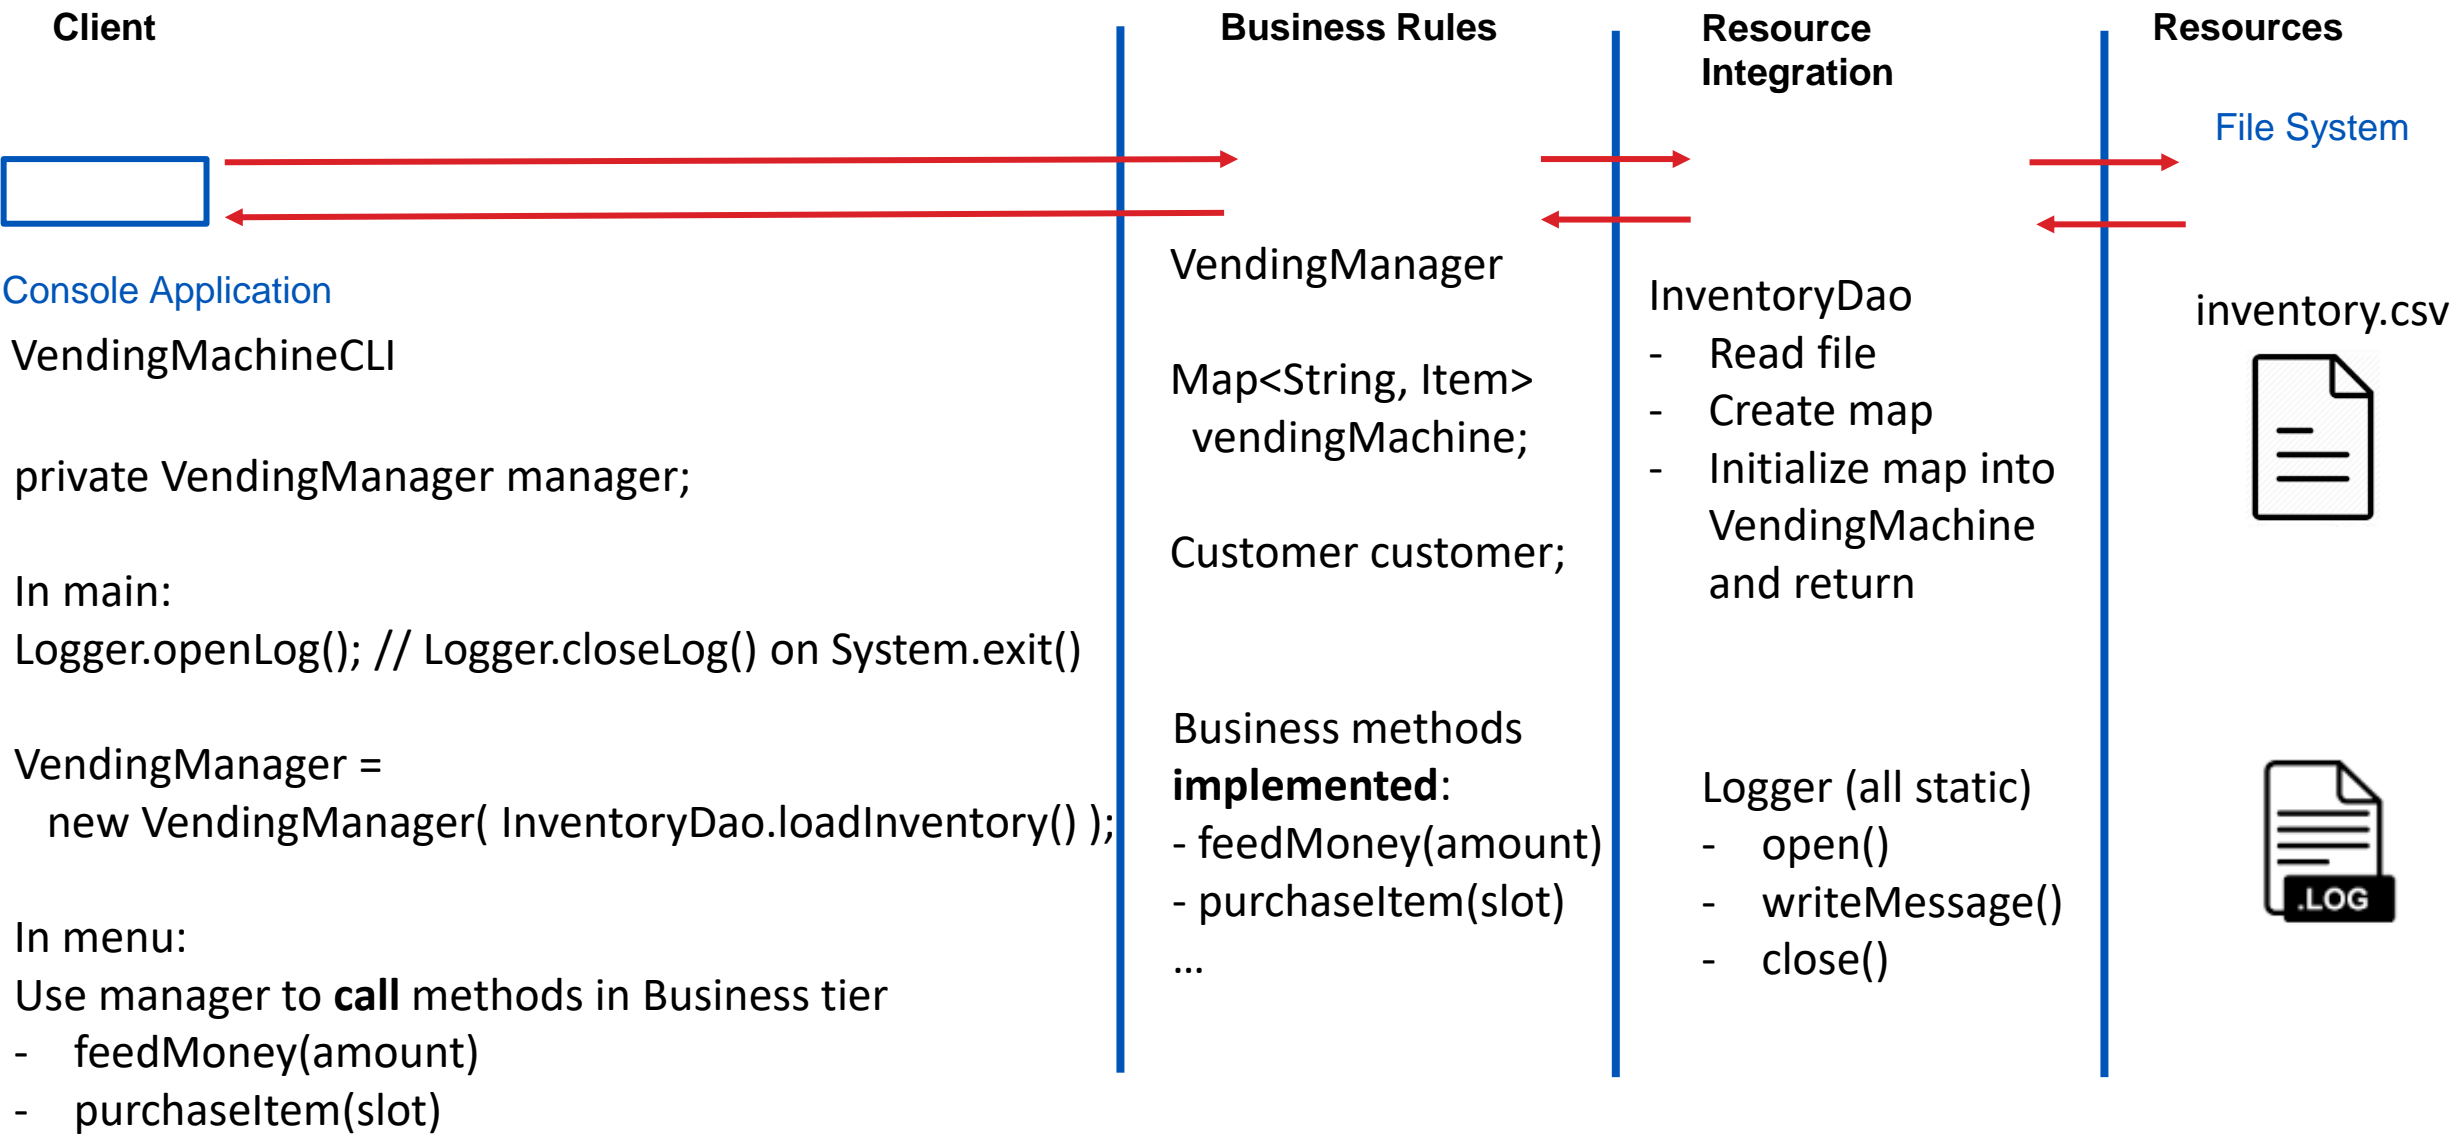 Client
Console Application
VendingMachineCLI
private VendingManager manager;
In main:
Logger.openLog(); // Logger.closeLog() on System.exit()
VendingManager =
new VendingManager( InventoryDao.loadInventory() );
In menu:
Use manager to call methods in Business tier
- feedMoney(amount)
- purchaseItem(slot)
Business Rules
VendingManager
Map<String, Item>
vendingMachine;
Customer customer;
Business methods
implemented:
- feedMoney(amount)
- purchaseItem(slot)
…
Resource
Integration
InventoryDao
- Read file
- Create map
- Initialize map into
VendingMachine
and return
Logger (all static)
- open()
- writeMessage()
- close()
Resources
File System
inventory.csv
.LOG